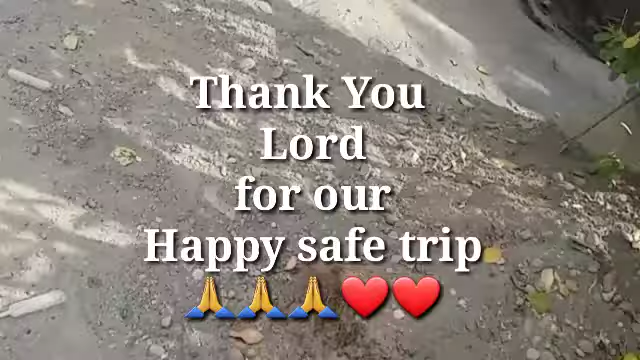 Thank You
Lord
for our
Happy safe trip
🙏🙏🙏❤️❤️